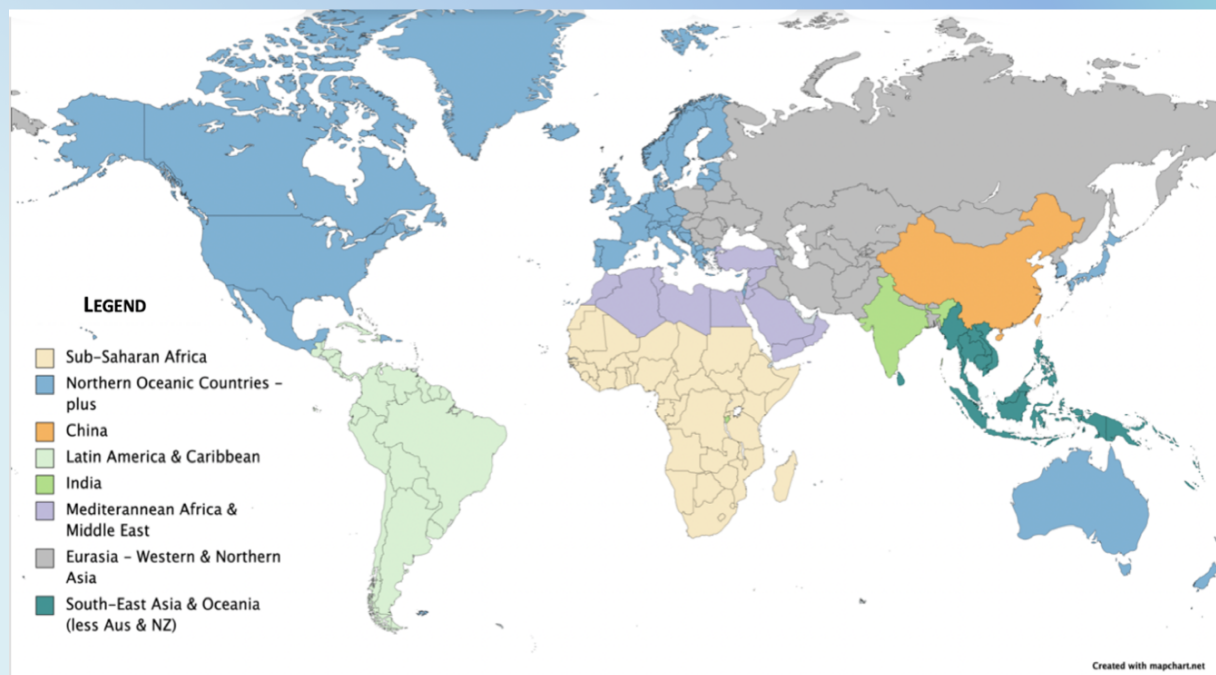 LEGEND
Sub-Saharan Africa
Northern Oceanic Countries –
plus
China
Latin America & Caribbean
India
Mediterannean Africa &
Middle East
Eurasia – Western & Northern
Asia
South-East Asia & Oceania
(less Aus & NZ)
Created with mapchart.net